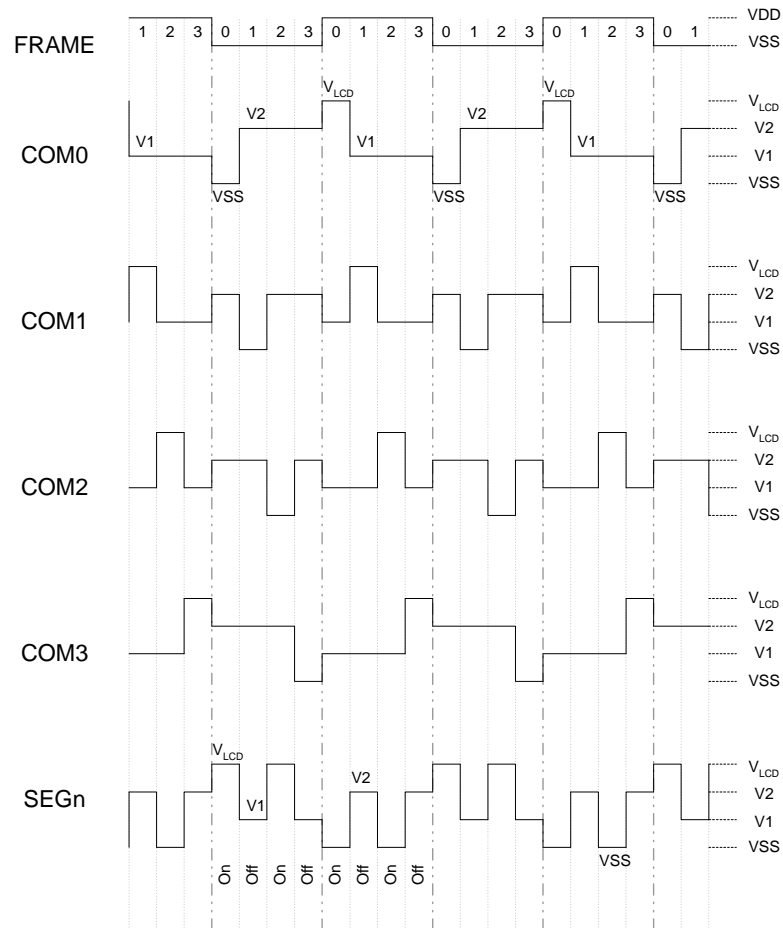 VDD
1 2 3 0 1 2 3 0 1 2 3 0 1 2 3 0 1 2 3 0 1
FRAME
VSS
VLCD VLCD
VLCD
V1 V2 V2
V2
COM0
V1 V1
V1
VSS VSS VSS
VSS
VLCD
V2
COM1
V1
VSS
VLCD
V2
COM2
V1
VSS
VLCD
V2
COM3
V1
VSS
VLCD
VLCD
V2
V2
SEGn
V1
V1
VSS
VSS
On Off On Off On Off On Off